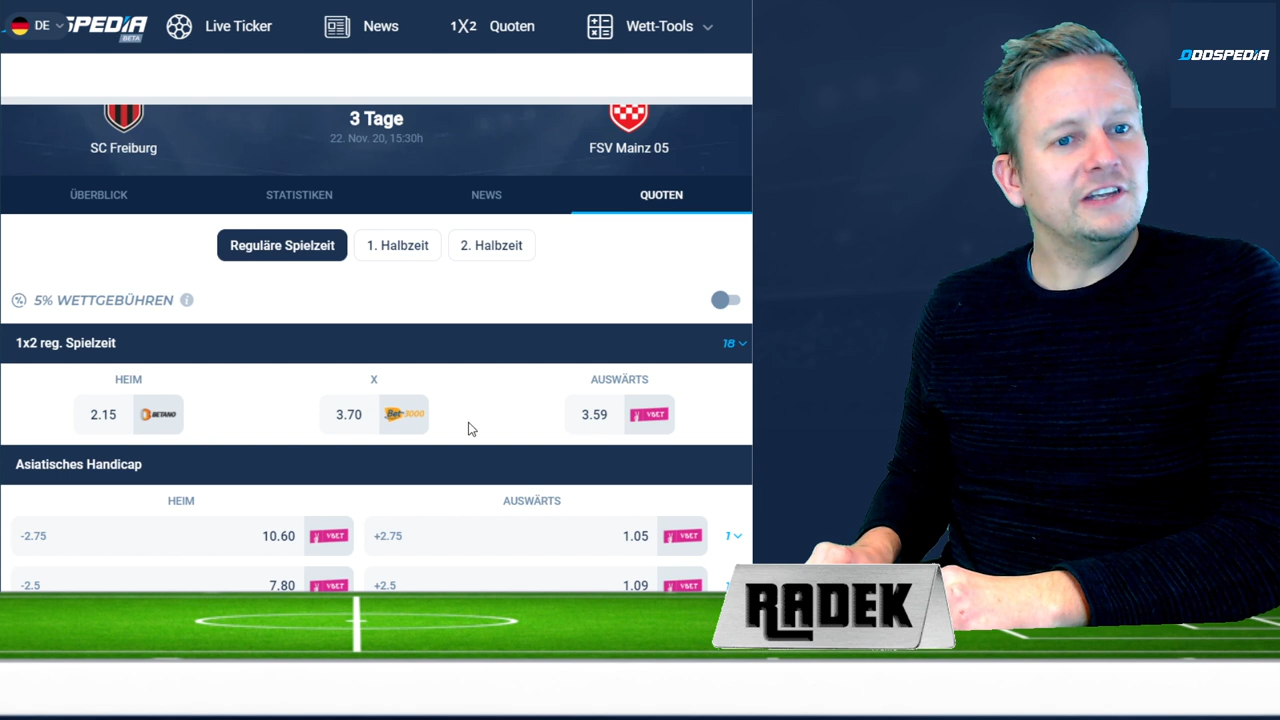 DE
SPEDIA
BETA
Live Ticker
News
1X2 Quoten
Wett-Tools
ODDSPEDIA
3 Tage
22. Nov. 20, 15:30h
SC Freiburg
FSV Mainz 05
ÜBERBLICK
STATISTIKEN
NEWS
QUOTEN
Reguläre Spielzeit
1. Halbzeit
2. Halbzeit
5% WETTGEBÜHREN
1x2 reg. Spielzeit
18
HEIM
X
AUSWÄRTS
2.15 BETANO
3.70 Bet3000
3.59 VBET
Asiatisches Handicap
HEIM
AUSWÄRTS
-2.75 10.60 VBET
+2.75 1.05 VBET
1
-2.5 7.80 VBET
+2.5 1.09 VBET
RADEK